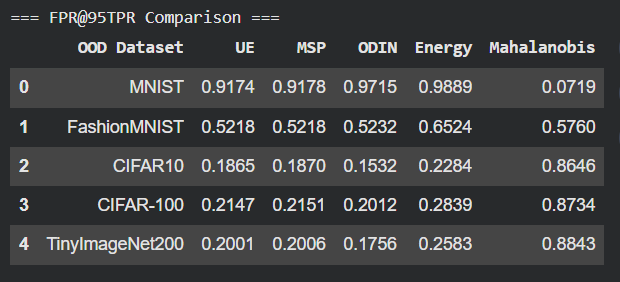 === FPR@95TPR Comparison ===
OOD Dataset UE MSP ODIN Energy Mahalanobis
0 MNIST 0.9174 0.9178 0.9715 0.9889 0.0719
1 FashionMNIST 0.5218 0.5218 0.5232 0.6524 0.5760
2 CIFAR10 0.1865 0.1870 0.1532 0.2284 0.8646
3 CIFAR-100 0.2147 0.2151 0.2012 0.2839 0.8734
4 TinyImageNet200 0.2001 0.2006 0.1756 0.2583 0.8843